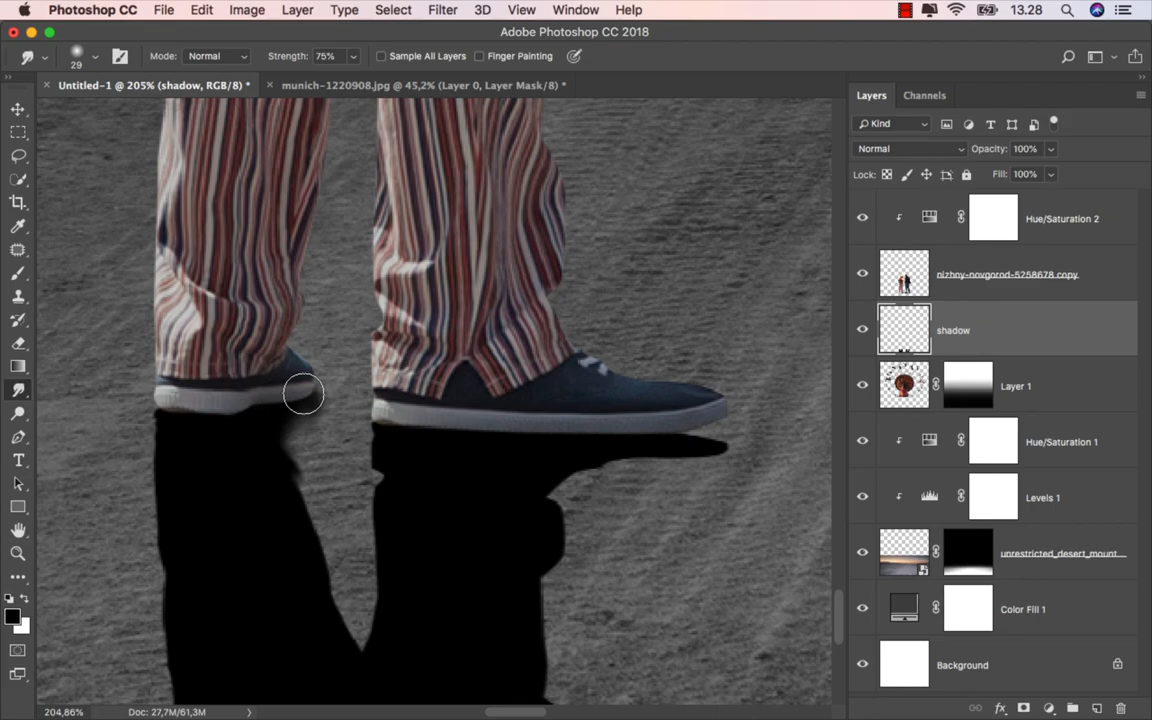 Photoshop CC File Edit Image Layer Type Select Filter 3D View Window Help 13.28
Adobe Photoshop CC 2018
29 Mode: Normal Strength: 75% Sample All Layers Finger Painting
Untitled-1 @ 205% (shadow, RGB/8) * munich-1220908.jpg @ 45,2% (Layer 0, Layer Mask/8) *
Layers Channels
Kind
Normal Opacity: 100%
Lock: Fill: 100%
Hue/Saturation 2
nizhny-novgorod-5258678 copy
shadow
Layer 1
Hue/Saturation 1
Levels 1
unrestricted_desert_mount...
Color Fill 1
Background
204,86% Doc: 27,7M/61,3M